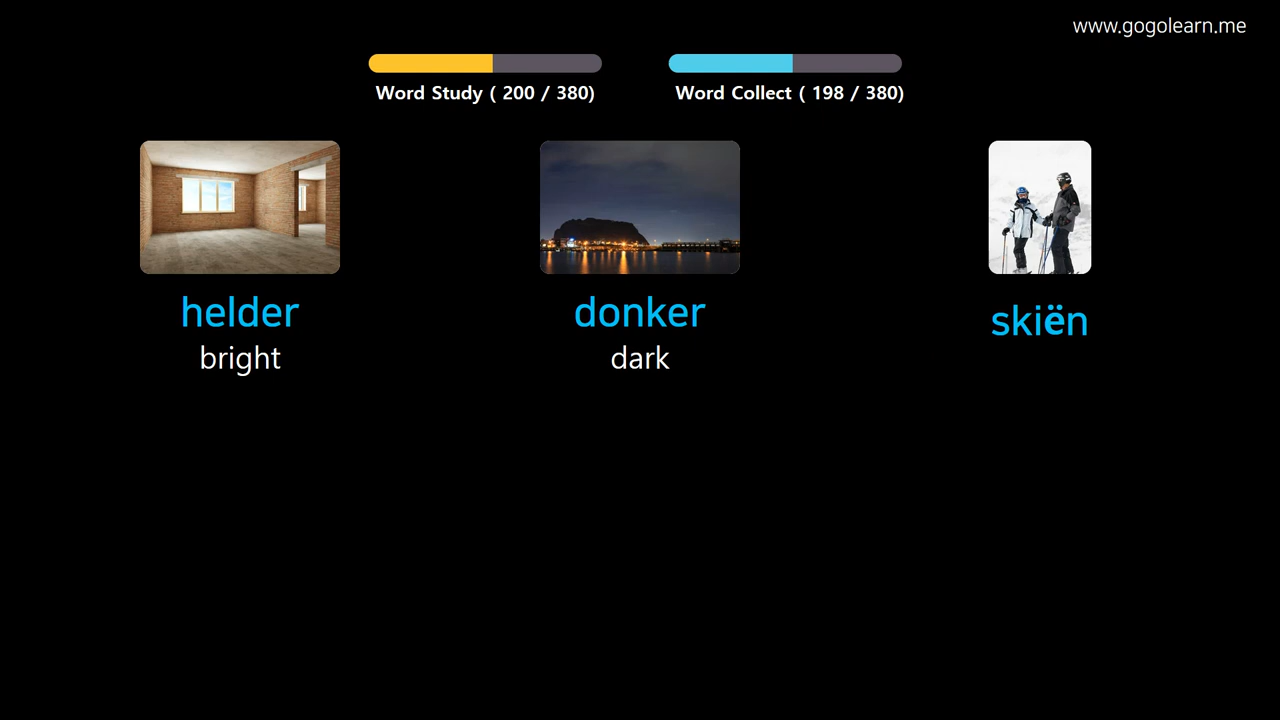 www.gogolearn.me
Word Study ( 200 / 380)
Word Collect ( 198 / 380)
helder
donker
skiën
bright
dark